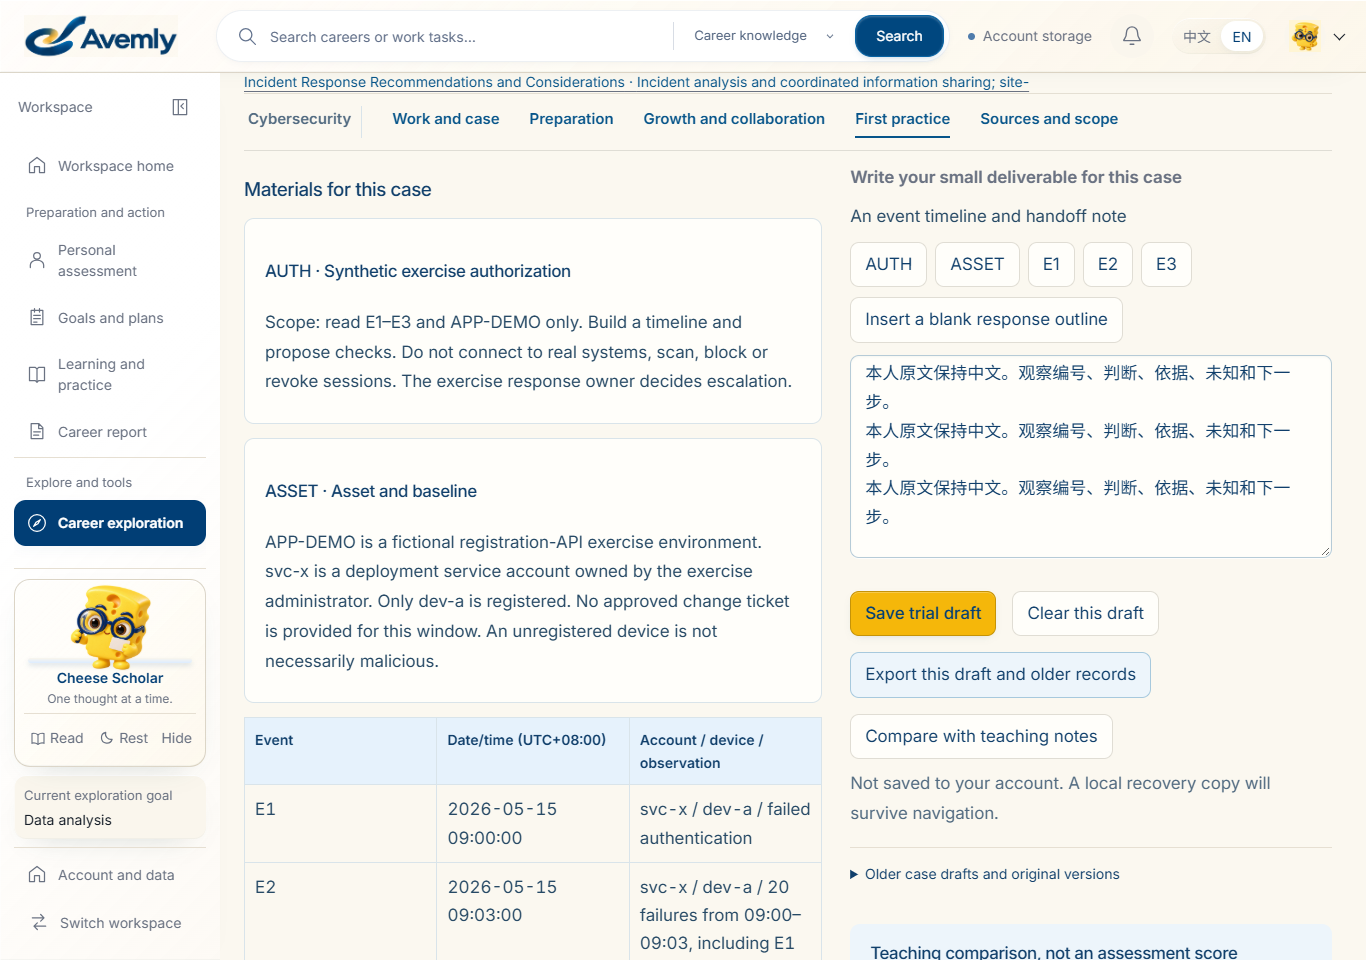 Avemly
Search careers or work tasks...
Career knowledge
Search
Account storage
中文
EN
Workspace
Workspace home
Preparation and action
Personal
assessment
Goals and plans
Learning and
practice
Career report
Explore and tools
Career exploration
Cheese Scholar
One thought at a time.
Read
Rest
Hide
Current exploration goal
Data analysis
Account and data
Switch workspace
Incident Response Recommendations and Considerations · Incident analysis and coordinated information sharing; site-
Cybersecurity
Work and case
Preparation
Growth and collaboration
First practice
Sources and scope
Materials for this case
AUTH · Synthetic exercise authorization
Scope: read E1–E3 and APP-DEMO only. Build a timeline and
propose checks. Do not connect to real systems, scan, block or
revoke sessions. The exercise response owner decides escalation.
ASSET · Asset and baseline
APP-DEMO is a fictional registration-API exercise environment.
svc-x is a deployment service account owned by the exercise
administrator. Only dev-a is registered. No approved change ticket
is provided for this window. An unregistered device is not
necessarily malicious.
Event
Date/time (UTC+08:00)
Account / device /
observation
E1
2026-05-15
09:00:00
svc-x / dev-a / failed
authentication
E2
2026-05-15
09:03:00
svc-x / dev-a / 20
failures from 09:00–
09:03, including E1
Write your small deliverable for this case
An event timeline and handoff note
AUTH
ASSET
E1
E2
E3
Insert a blank response outline
本人原文保持中文。观察编号、判断、依据、未知和下一
步。
本人原文保持中文。观察编号、判断、依据、未知和下一
步。
本人原文保持中文。观察编号、判断、依据、未知和下一
步。
Save trial draft
Clear this draft
Export this draft and older records
Compare with teaching notes
Not saved to your account. A local recovery copy will
survive navigation.
Older case drafts and original versions
Teaching comparison, not an assessment score